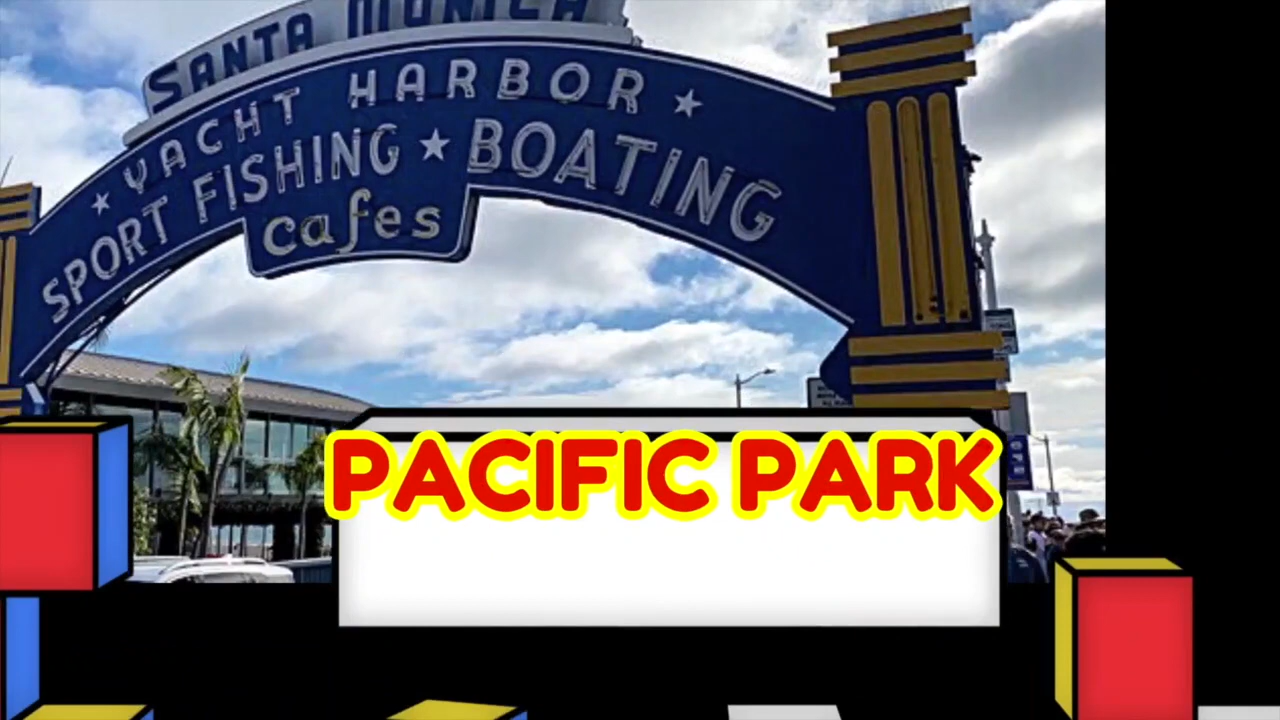 SANTA MONICA
★ YACHT HARBOR ★
SPORT FISHING ★ BOATING
cafes
PACIFIC PARK